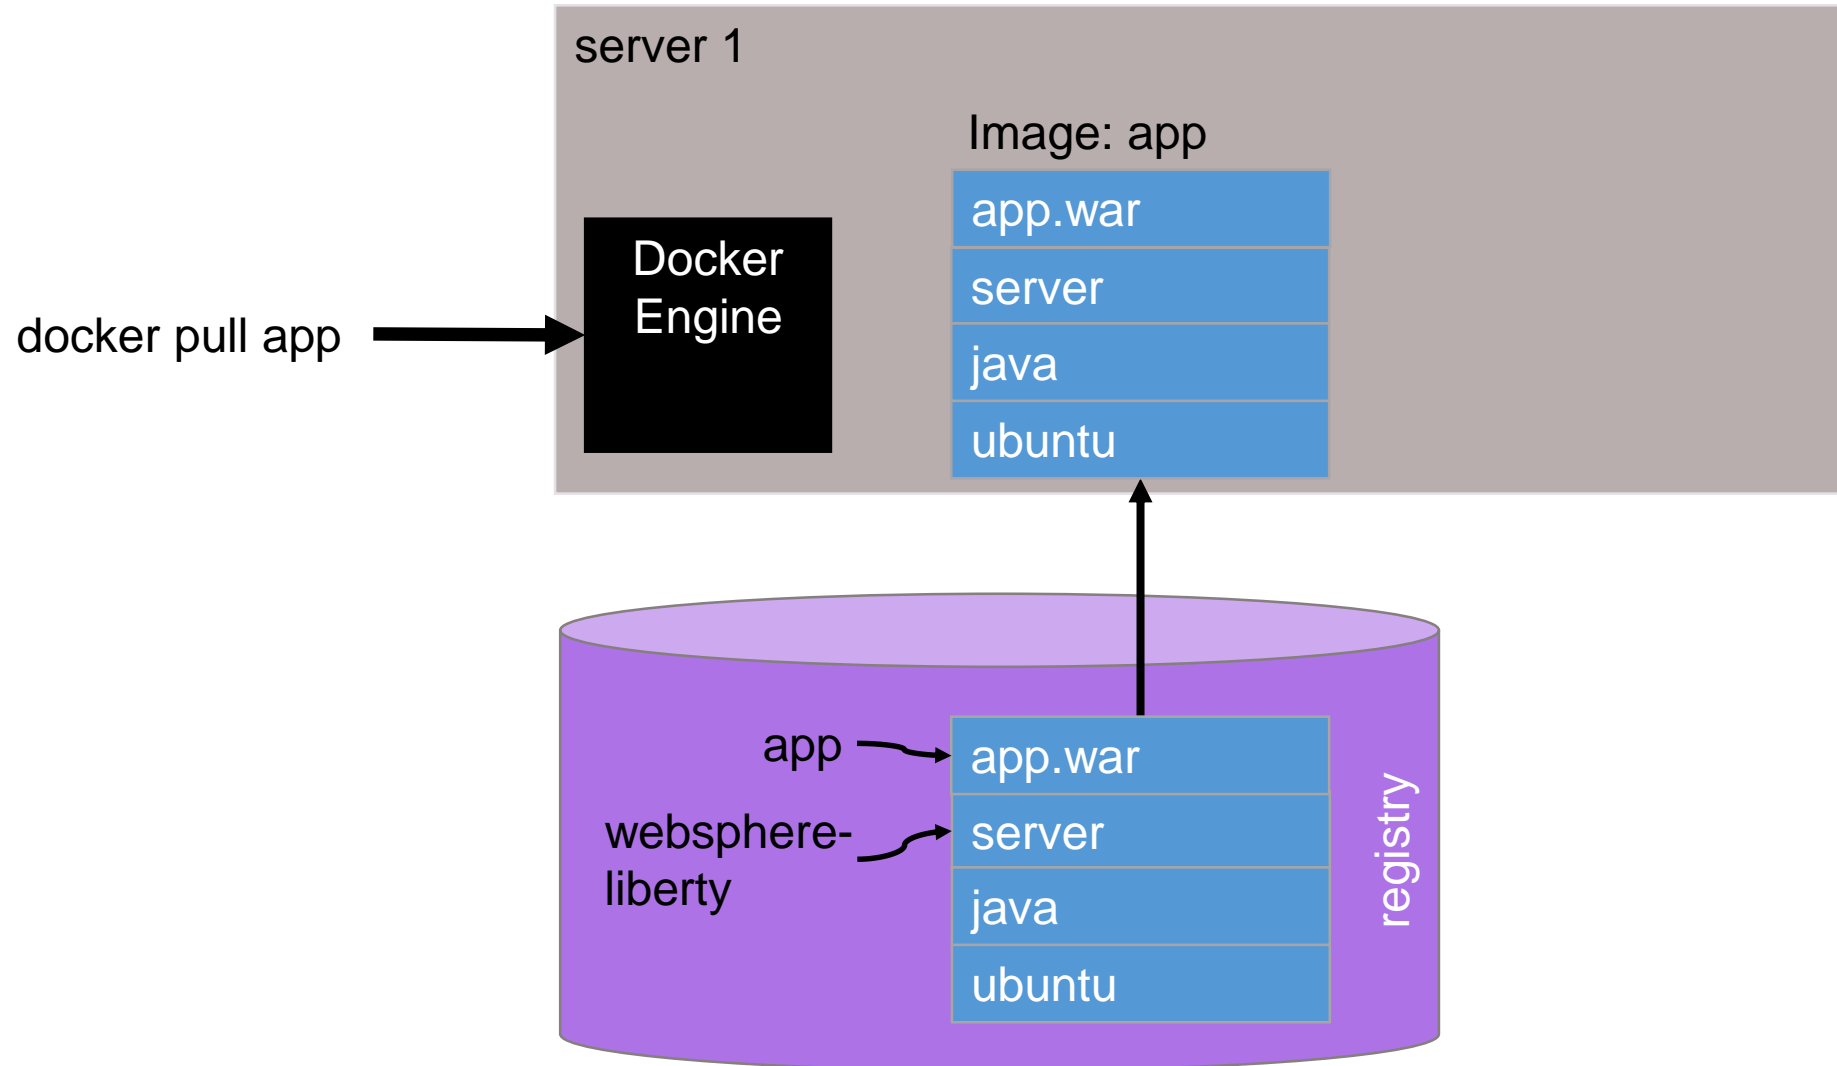 server 1
Image: app
app.war
server
java
ubuntu
Docker
Engine
docker pull app
app
websphere-
liberty
app.war
server
java
ubuntu
registry